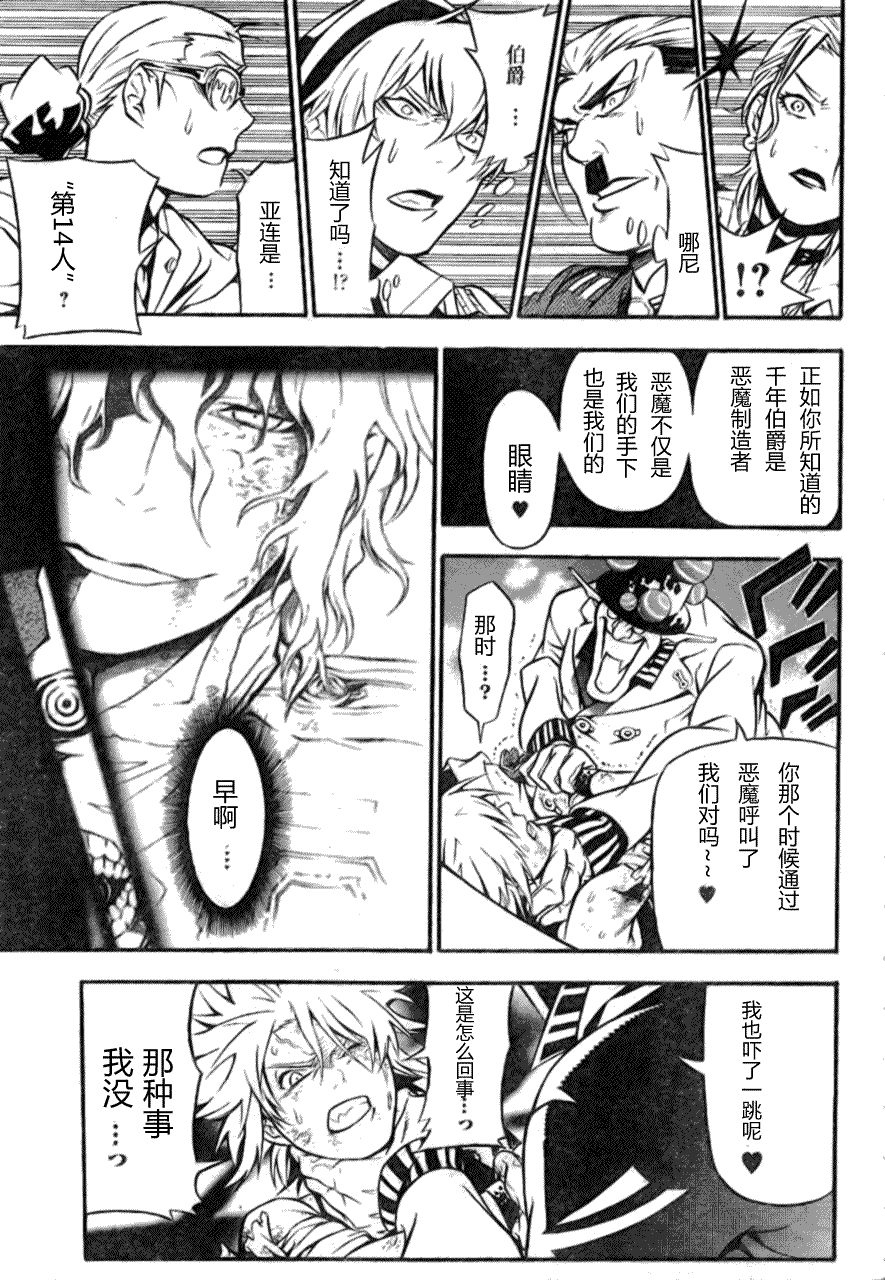 !?
哪尼
伯爵
…
知道了吗…!?
亚连是…
"第14人"？
正如你所知道的
千年伯爵是
恶魔制造者
恶魔不仅是
我们的手下
也是我们的
眼睛♥
你那个时候通过
恶魔呼叫了
我们对吗~~♥
那时…?
早啊…
我也吓了一跳呢♥
这是怎么回事…っ
那种事
我没…っ